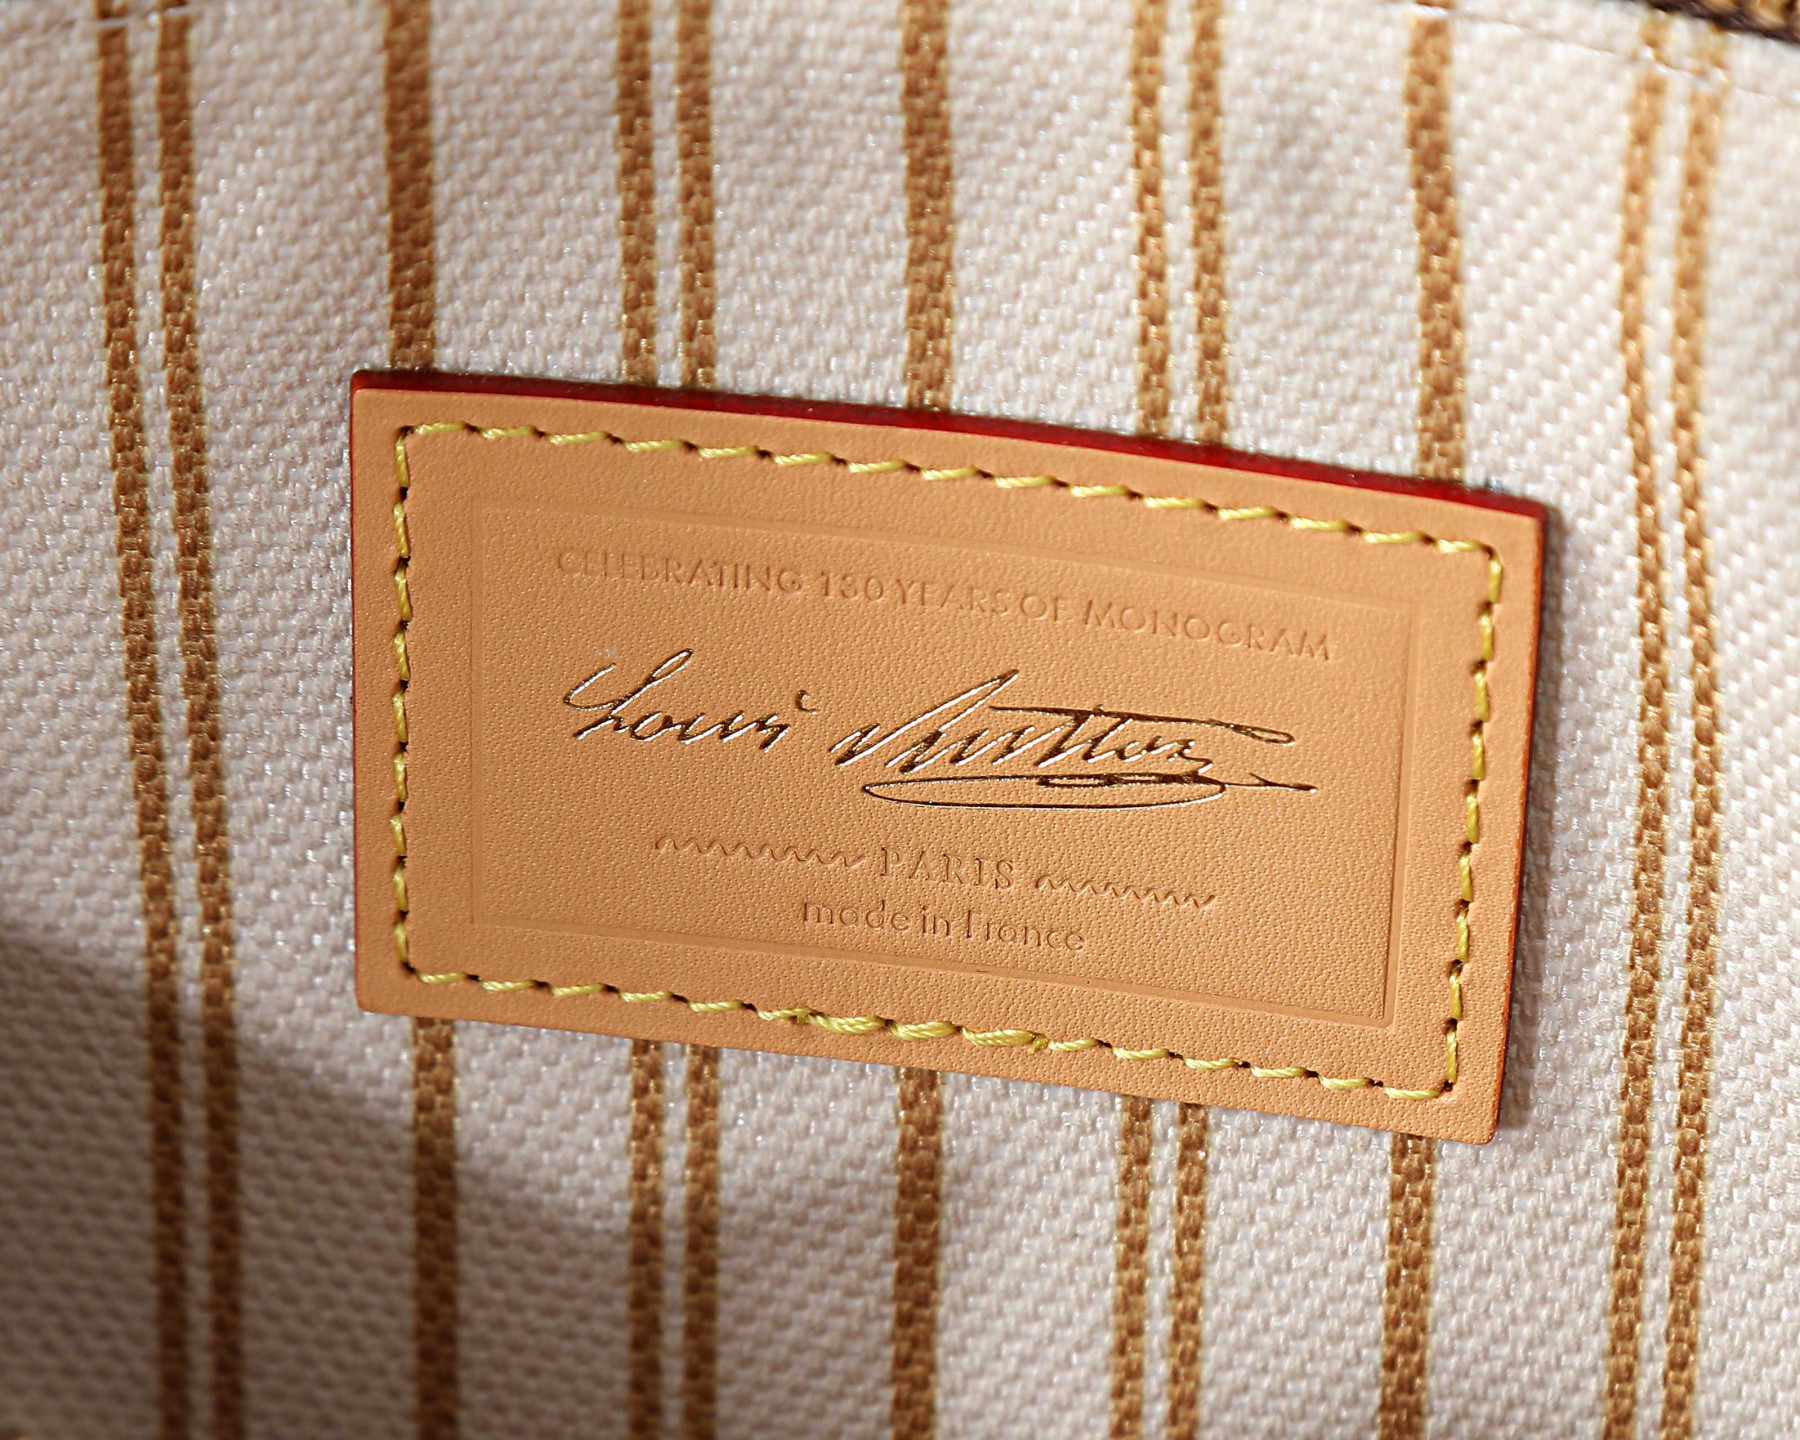 CELEBRATING 130 YEARS OF MONOGRAM
Louis Vuitton
PARIS
made in France